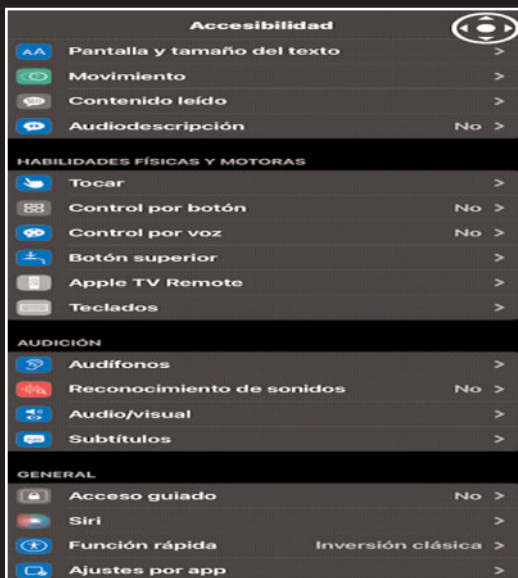 Accesibilidad
AA Pantalla y tamaño del texto >
Movimiento >
Contenido leído >
Audiodescripción No >
HABILIDADES FÍSICAS Y MOTORAS
Tocar >
Control por botón No >
Control por voz No >
Botón superior >
Apple TV Remote >
Teclados >
AUDICIÓN
Audífonos >
Reconocimiento de sonidos No >
Audio/visual >
Subtítulos >
GENERAL
Acceso guiado No >
Siri >
Función rápida Inversión clásica >
Ajustes por app >